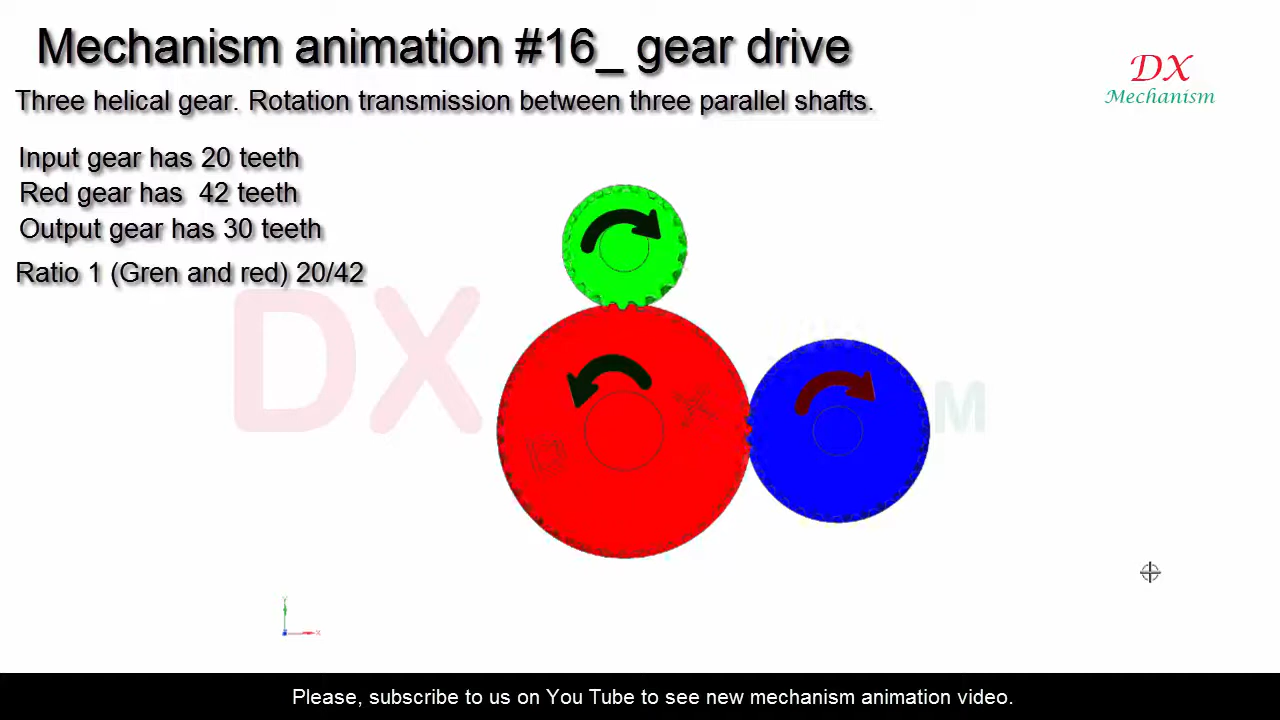 Mechanism animation #16_ gear drive
DX
Mechanism
Three helical gear. Rotation transmission between three parallel shafts.
Input gear has 20 teeth
Red gear has 42 teeth
Output gear has 30 teeth
Ratio 1 (Gren and red) 20/42
DX
M
X
D
Y
X
Please, subscribe to us on You Tube to see new mechanism animation video.